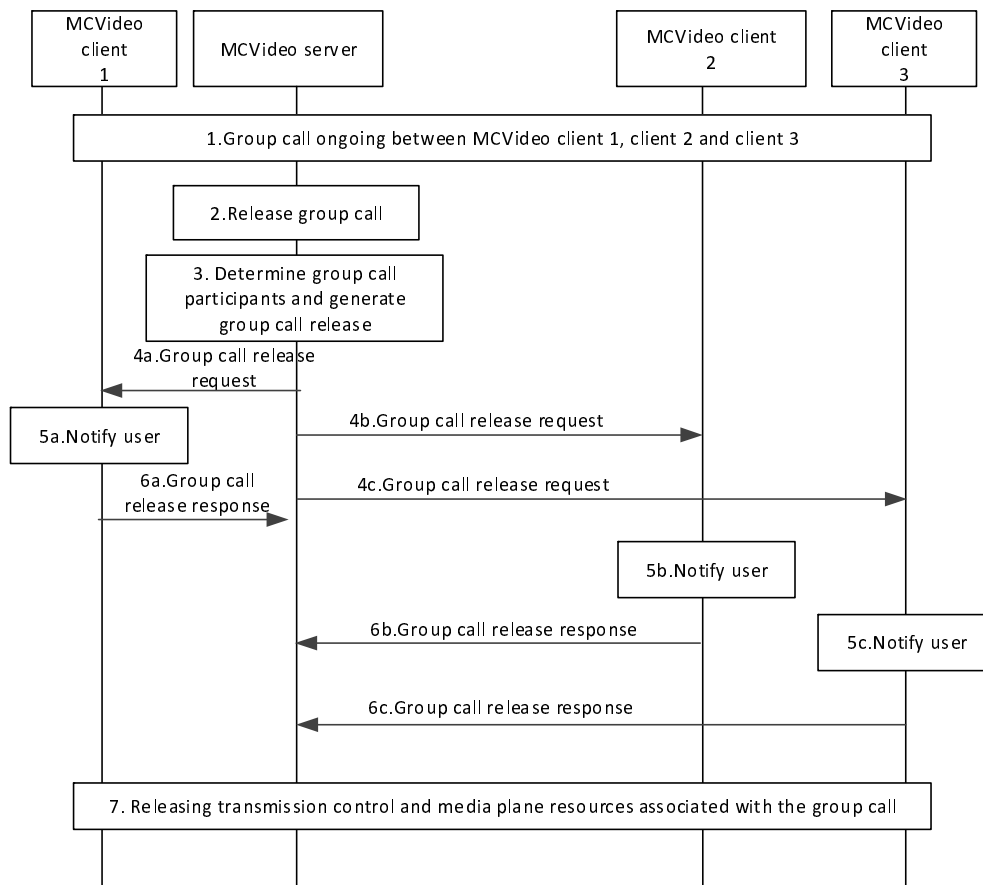 MCVideo
client
1
MCVideo server
MCVideo client
2
MCVideo
client
3
1.Group call ongoing between MCVideo client 1, client 2 and client 3
2.Release group call
3. Determine group call
participants and generate
group call release
4a.Group call release
request
5a.Notify user
4b.Group call release request
6a.Group call
release response
4c.Group call release request
5b.Notify user
6b.Group call release response
5c.Notify user
6c.Group call release response
7. Releasing transmission control and media plane resources associated with the group call